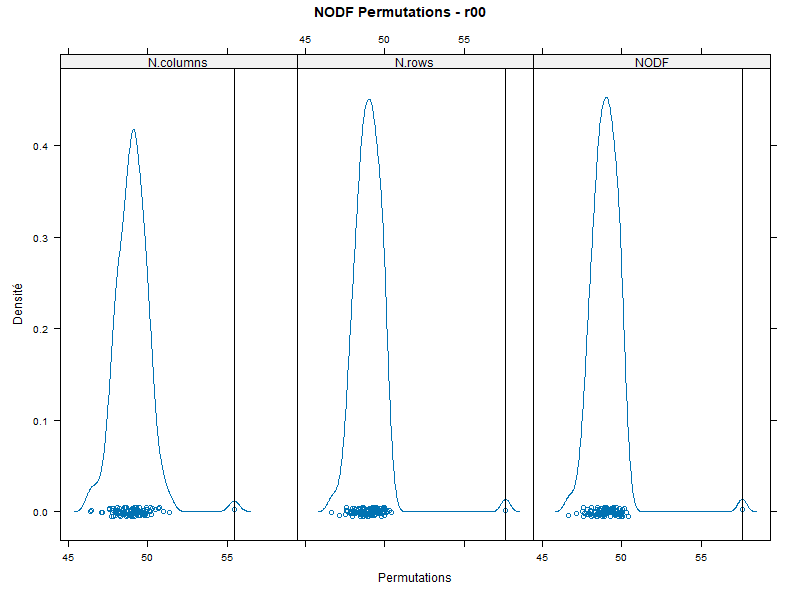 NODF Permutations - r00
45 50 55
N.columns N.rows NODF
0.4
0.3
0.2
0.1
0.0
Densité
45 50 55 45 50 55
Permutations